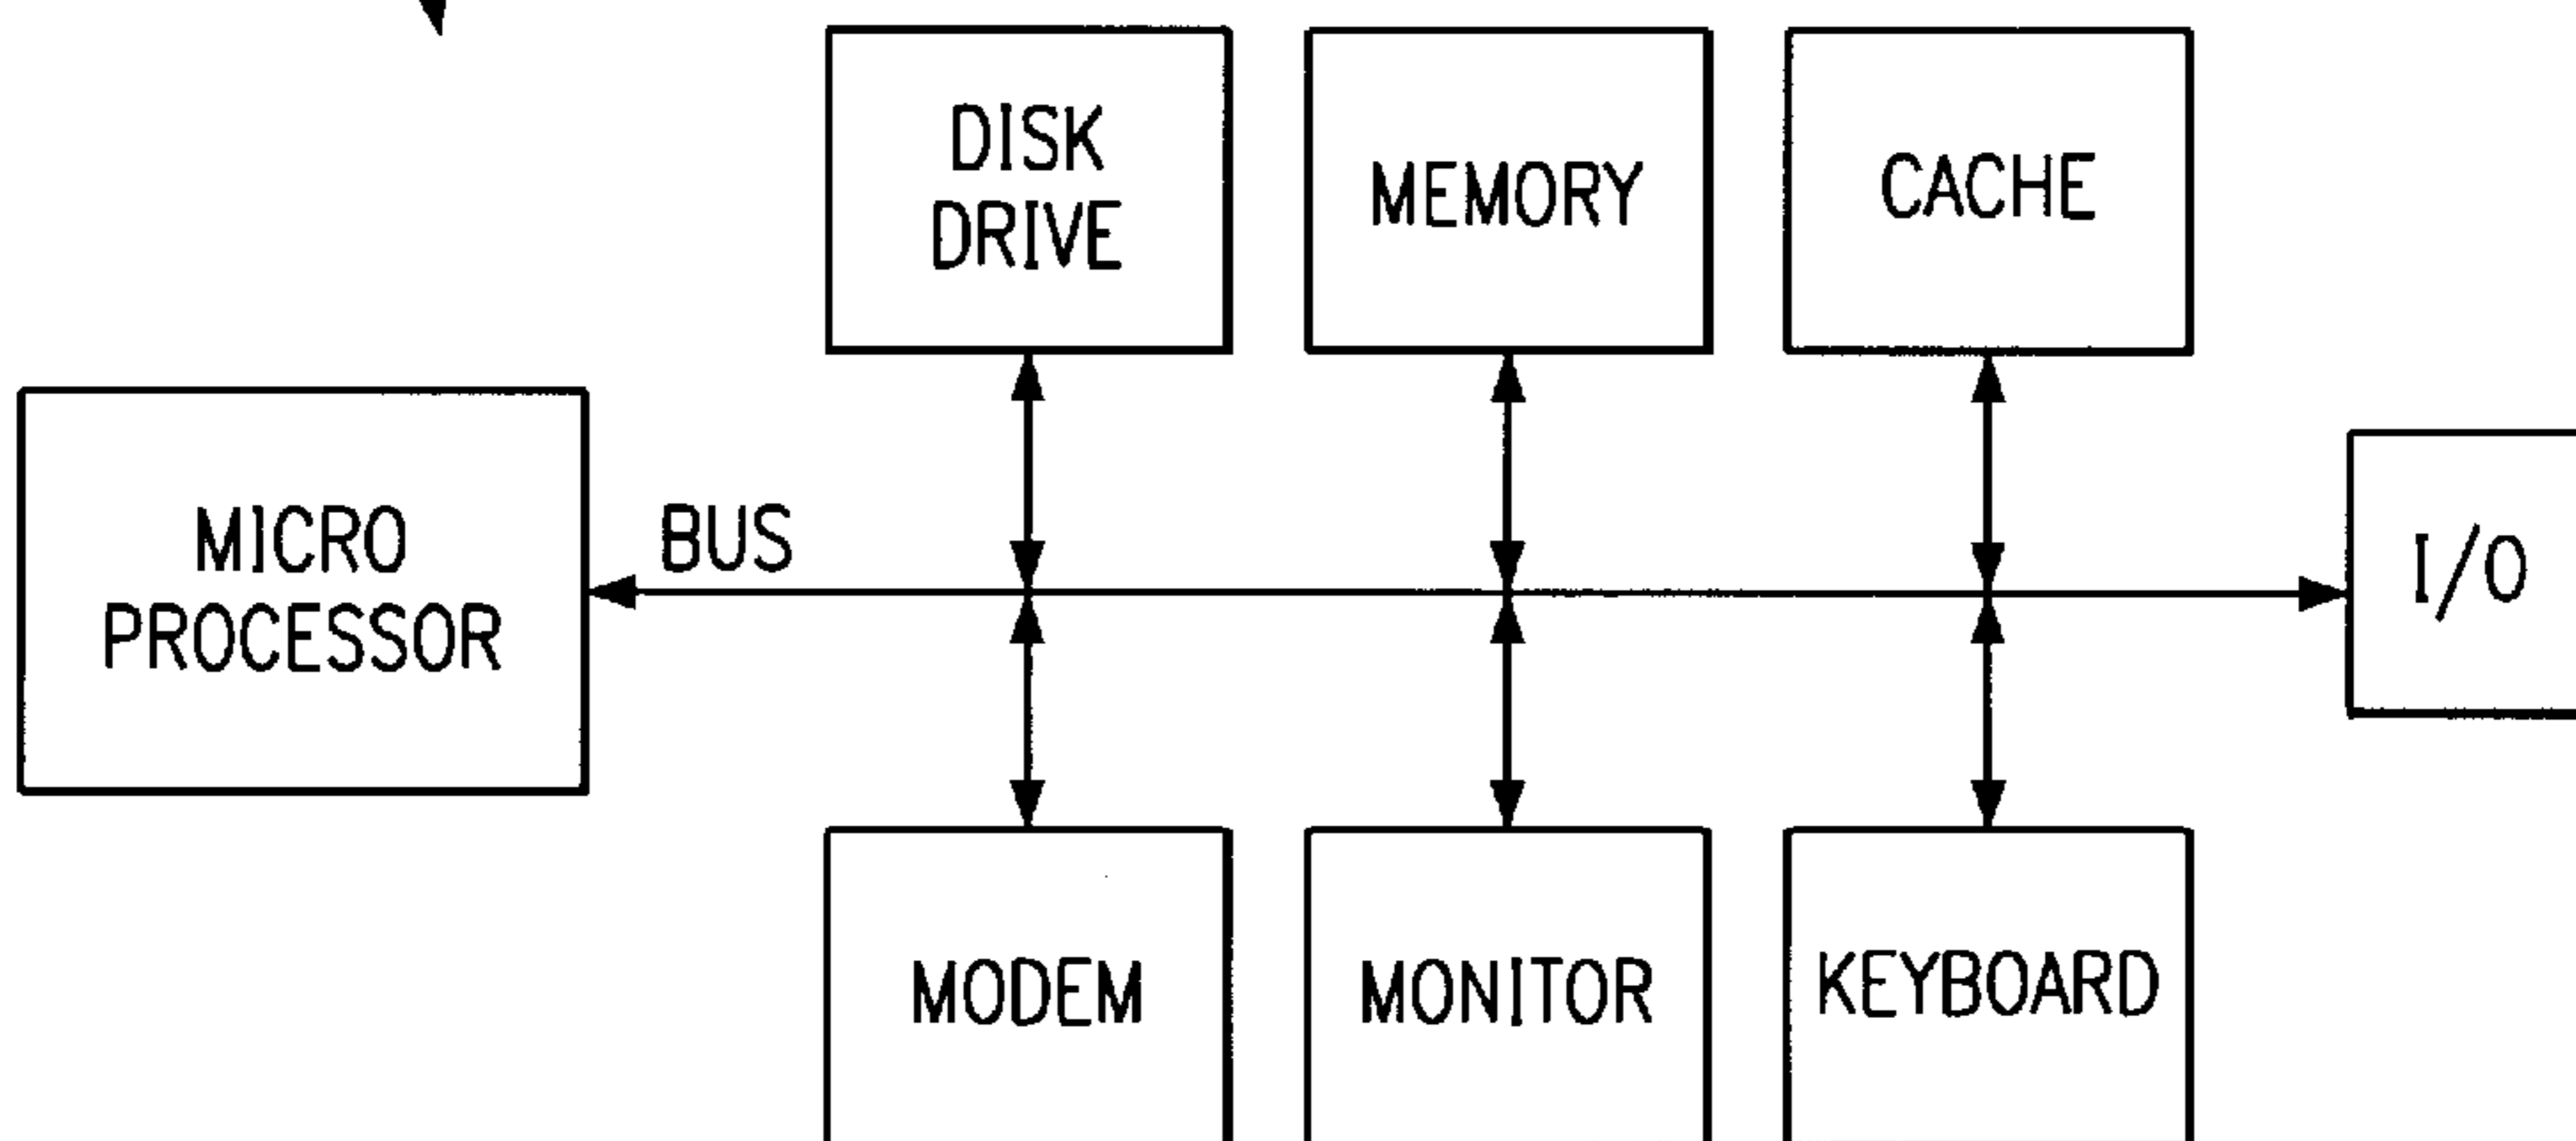 DISK
DRIVE
MEMORY
CACHE
MICRO
PROCESSOR
BUS
I/O
MODEM
MONITOR
KEYBOARD